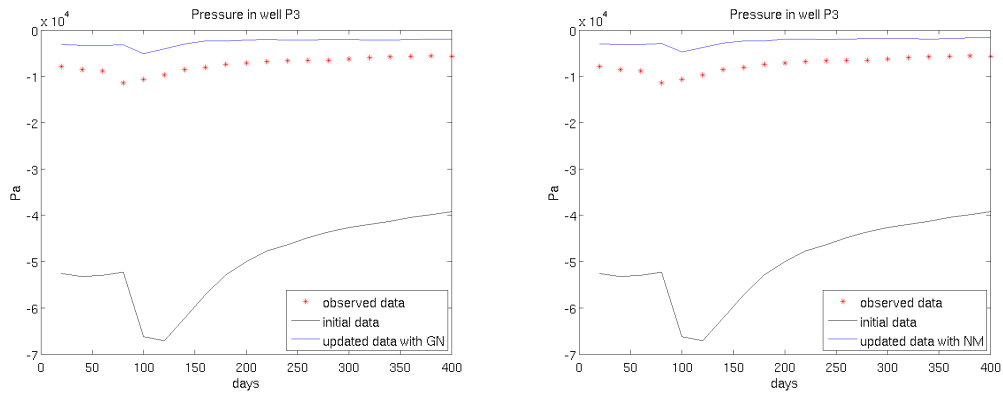 Pressure in well P3
x 10^4
0
-1
-2
-3
-4
-5
-6
-7
Pa
0 50 100 150 200 250 300 350 400
days
observed data
initial data
updated data with GN
Pressure in well P3
x 10^4
0
-1
-2
-3
-4
-5
-6
-7
Pa
0 50 100 150 200 250 300 350 400
days
observed data
initial data
updated data with NM